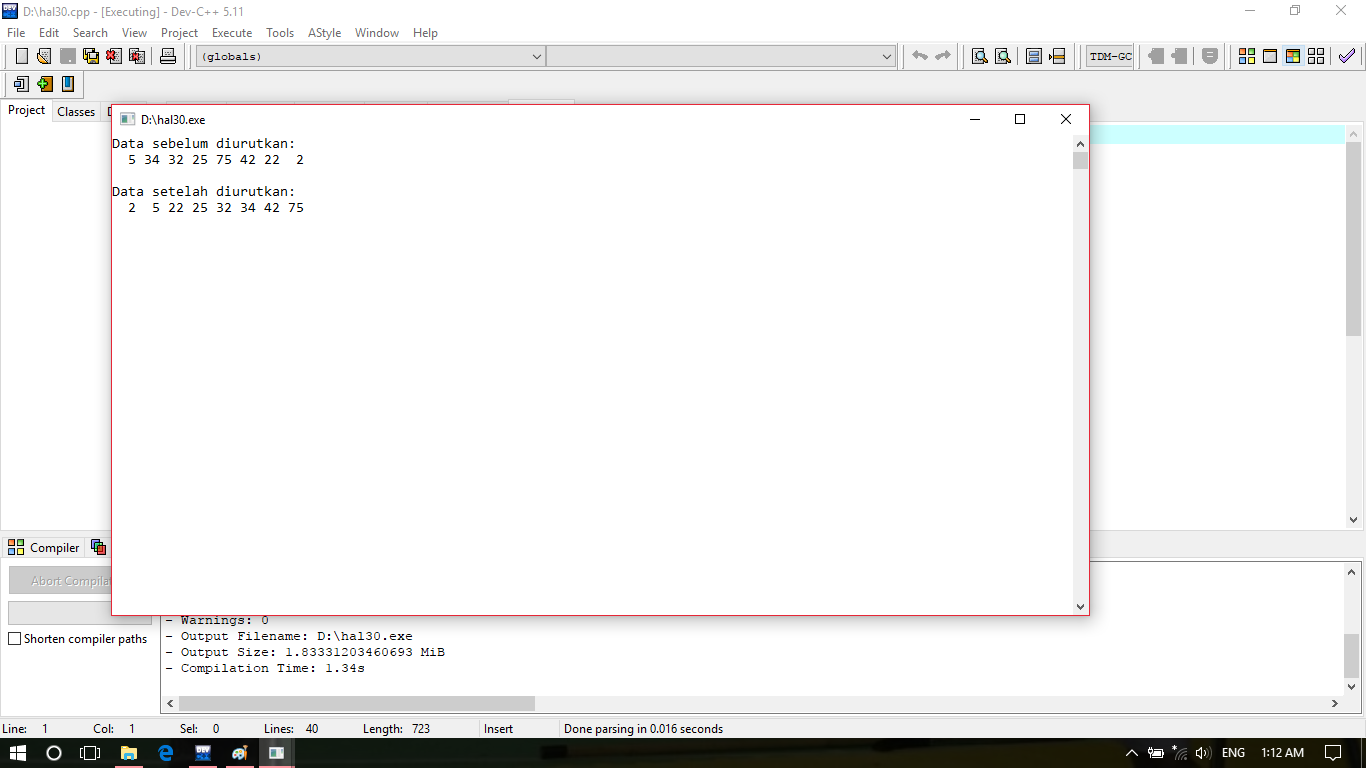 D:\hal30.cpp - [Executing] - Dev-C++ 5.11
File Edit Search View Project Execute Tools AStyle Window Help
(globals)
TDM-GC
Project Classes
D:\hal30.exe
Data sebelum diurutkan:
5 34 32 25 75 42 22 2
Data setelah diurutkan:
2 5 22 25 32 34 42 75
Compiler
Abort Compila
Shorten compiler paths
- Warnings: 0
- Output Filename: D:\hal30.exe
- Output Size: 1.83331203460693 MiB
- Compilation Time: 1.34s
Line: 1 Col: 1 Sel: 0 Lines: 40 Length: 723 Insert Done parsing in 0.016 seconds
ENG 1:12 AM